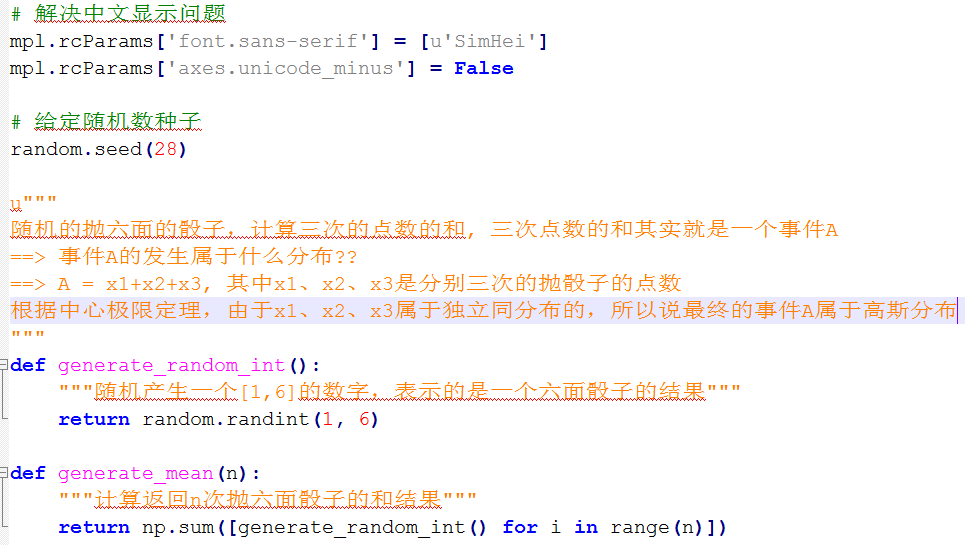 # 解决中文显示问题
mpl.rcParams['font.sans-serif'] = [u'SimHei']
mpl.rcParams['axes.unicode_minus'] = False
# 给定随机数种子
random.seed(28)
u"""
随机的抛六面的骰子，计算三次的点数的和, 三次点数的和其实就是一个事件A
==> 事件A的发生属于什么分布??
==> A = x1+x2+x3, 其中x1、x2、x3是分别三次的抛骰子的点数
根据中心极限定理，由于x1、x2、x3属于独立同分布的，所以说最终的事件A属于高斯分布
"""
def generate_random_int():
    """随机产生一个[1,6]的数字，表示的是一个六面骰子的结果"""
    return random.randint(1, 6)
def generate_mean(n):
    """计算返回n次抛六面骰子的和结果"""
    return np.sum([generate_random_int() for i in range(n)])